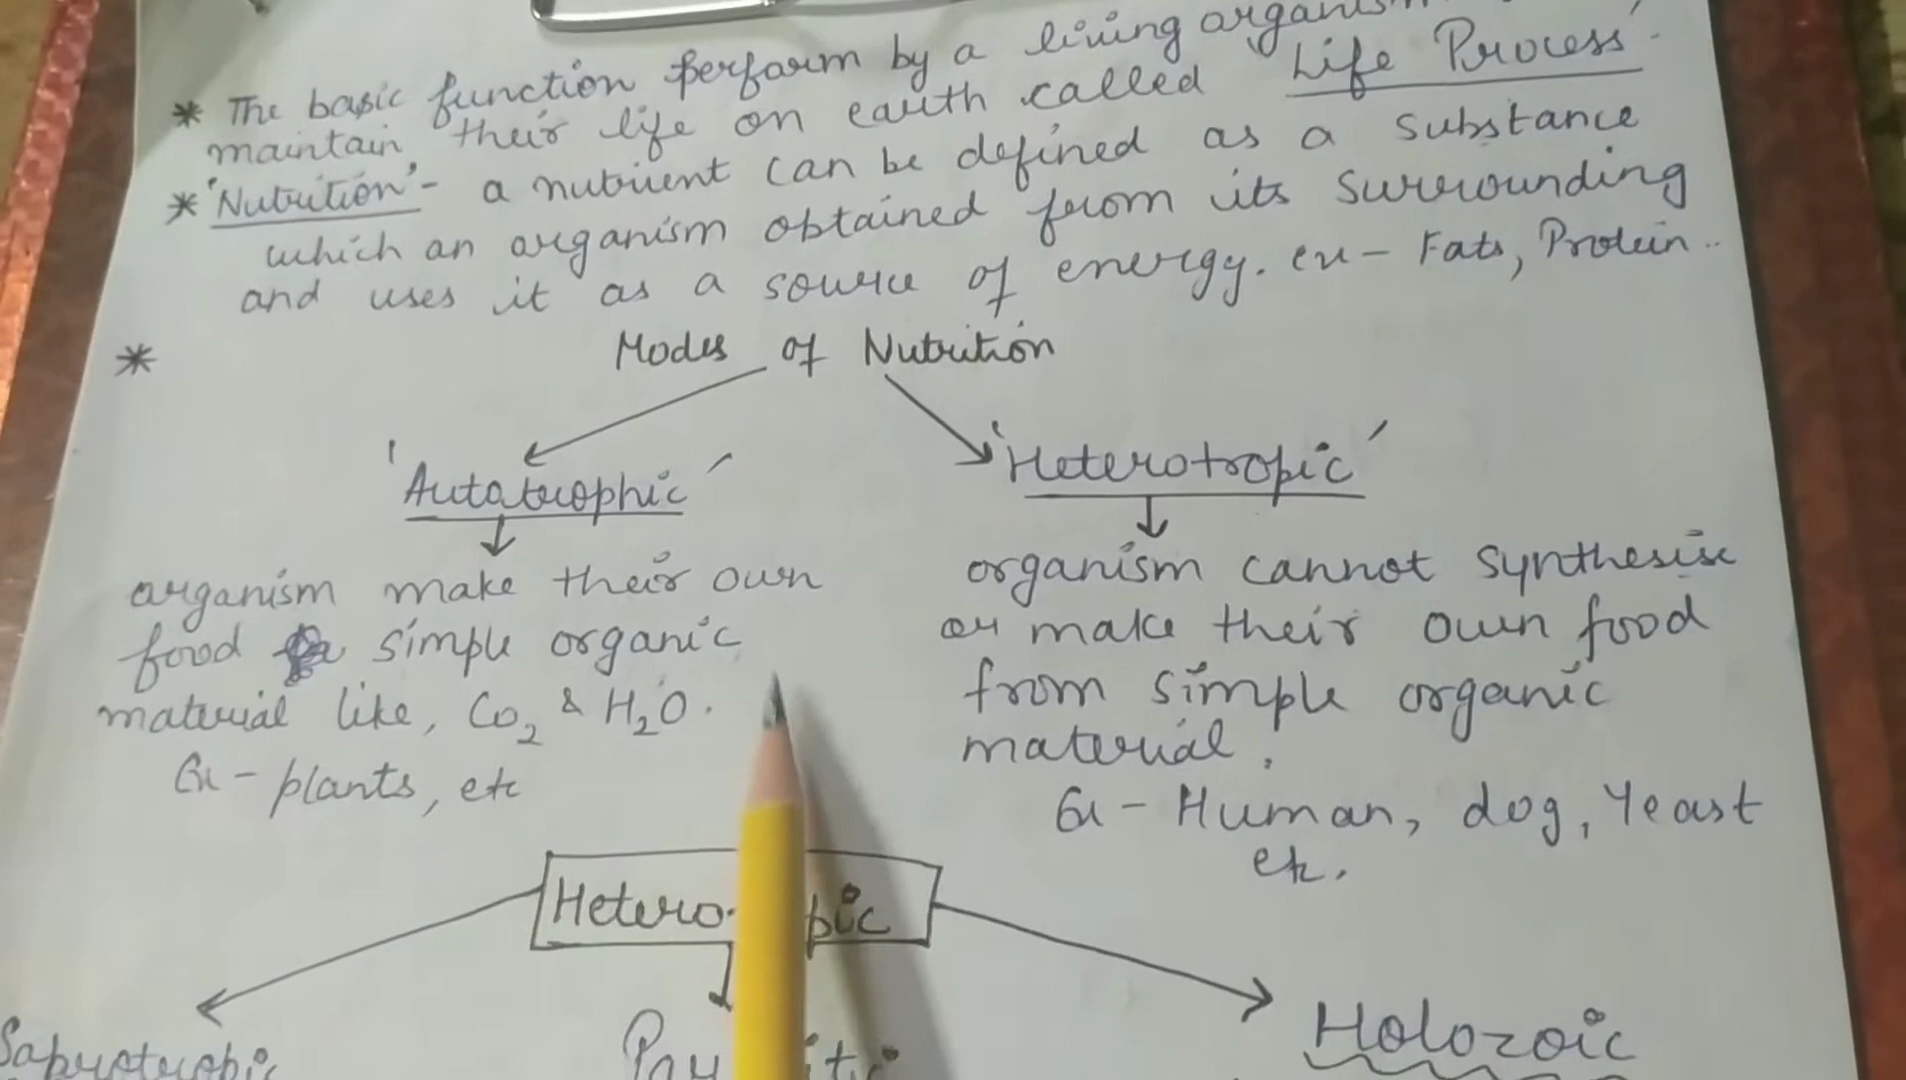 * The basic function perform by a living organism
maintain their life on earth called 'Life Process'.
* 'Nutrition' - a nutrient can be defined as a substance
which an organism obtained from its surrounding
and uses it as a source of energy. ex - Fats, Protein..
* Modes of Nutrition
'Autotrophic' 'Heterotropic'
organism make their own
food simple organic
material like, Co2 & H2O.
Ex - plants, etc
organism cannot synthesise
or make their own food
from simple organic
material.
Ex - Human, dog, Yeast
etc.
Saprotropic Holozoic